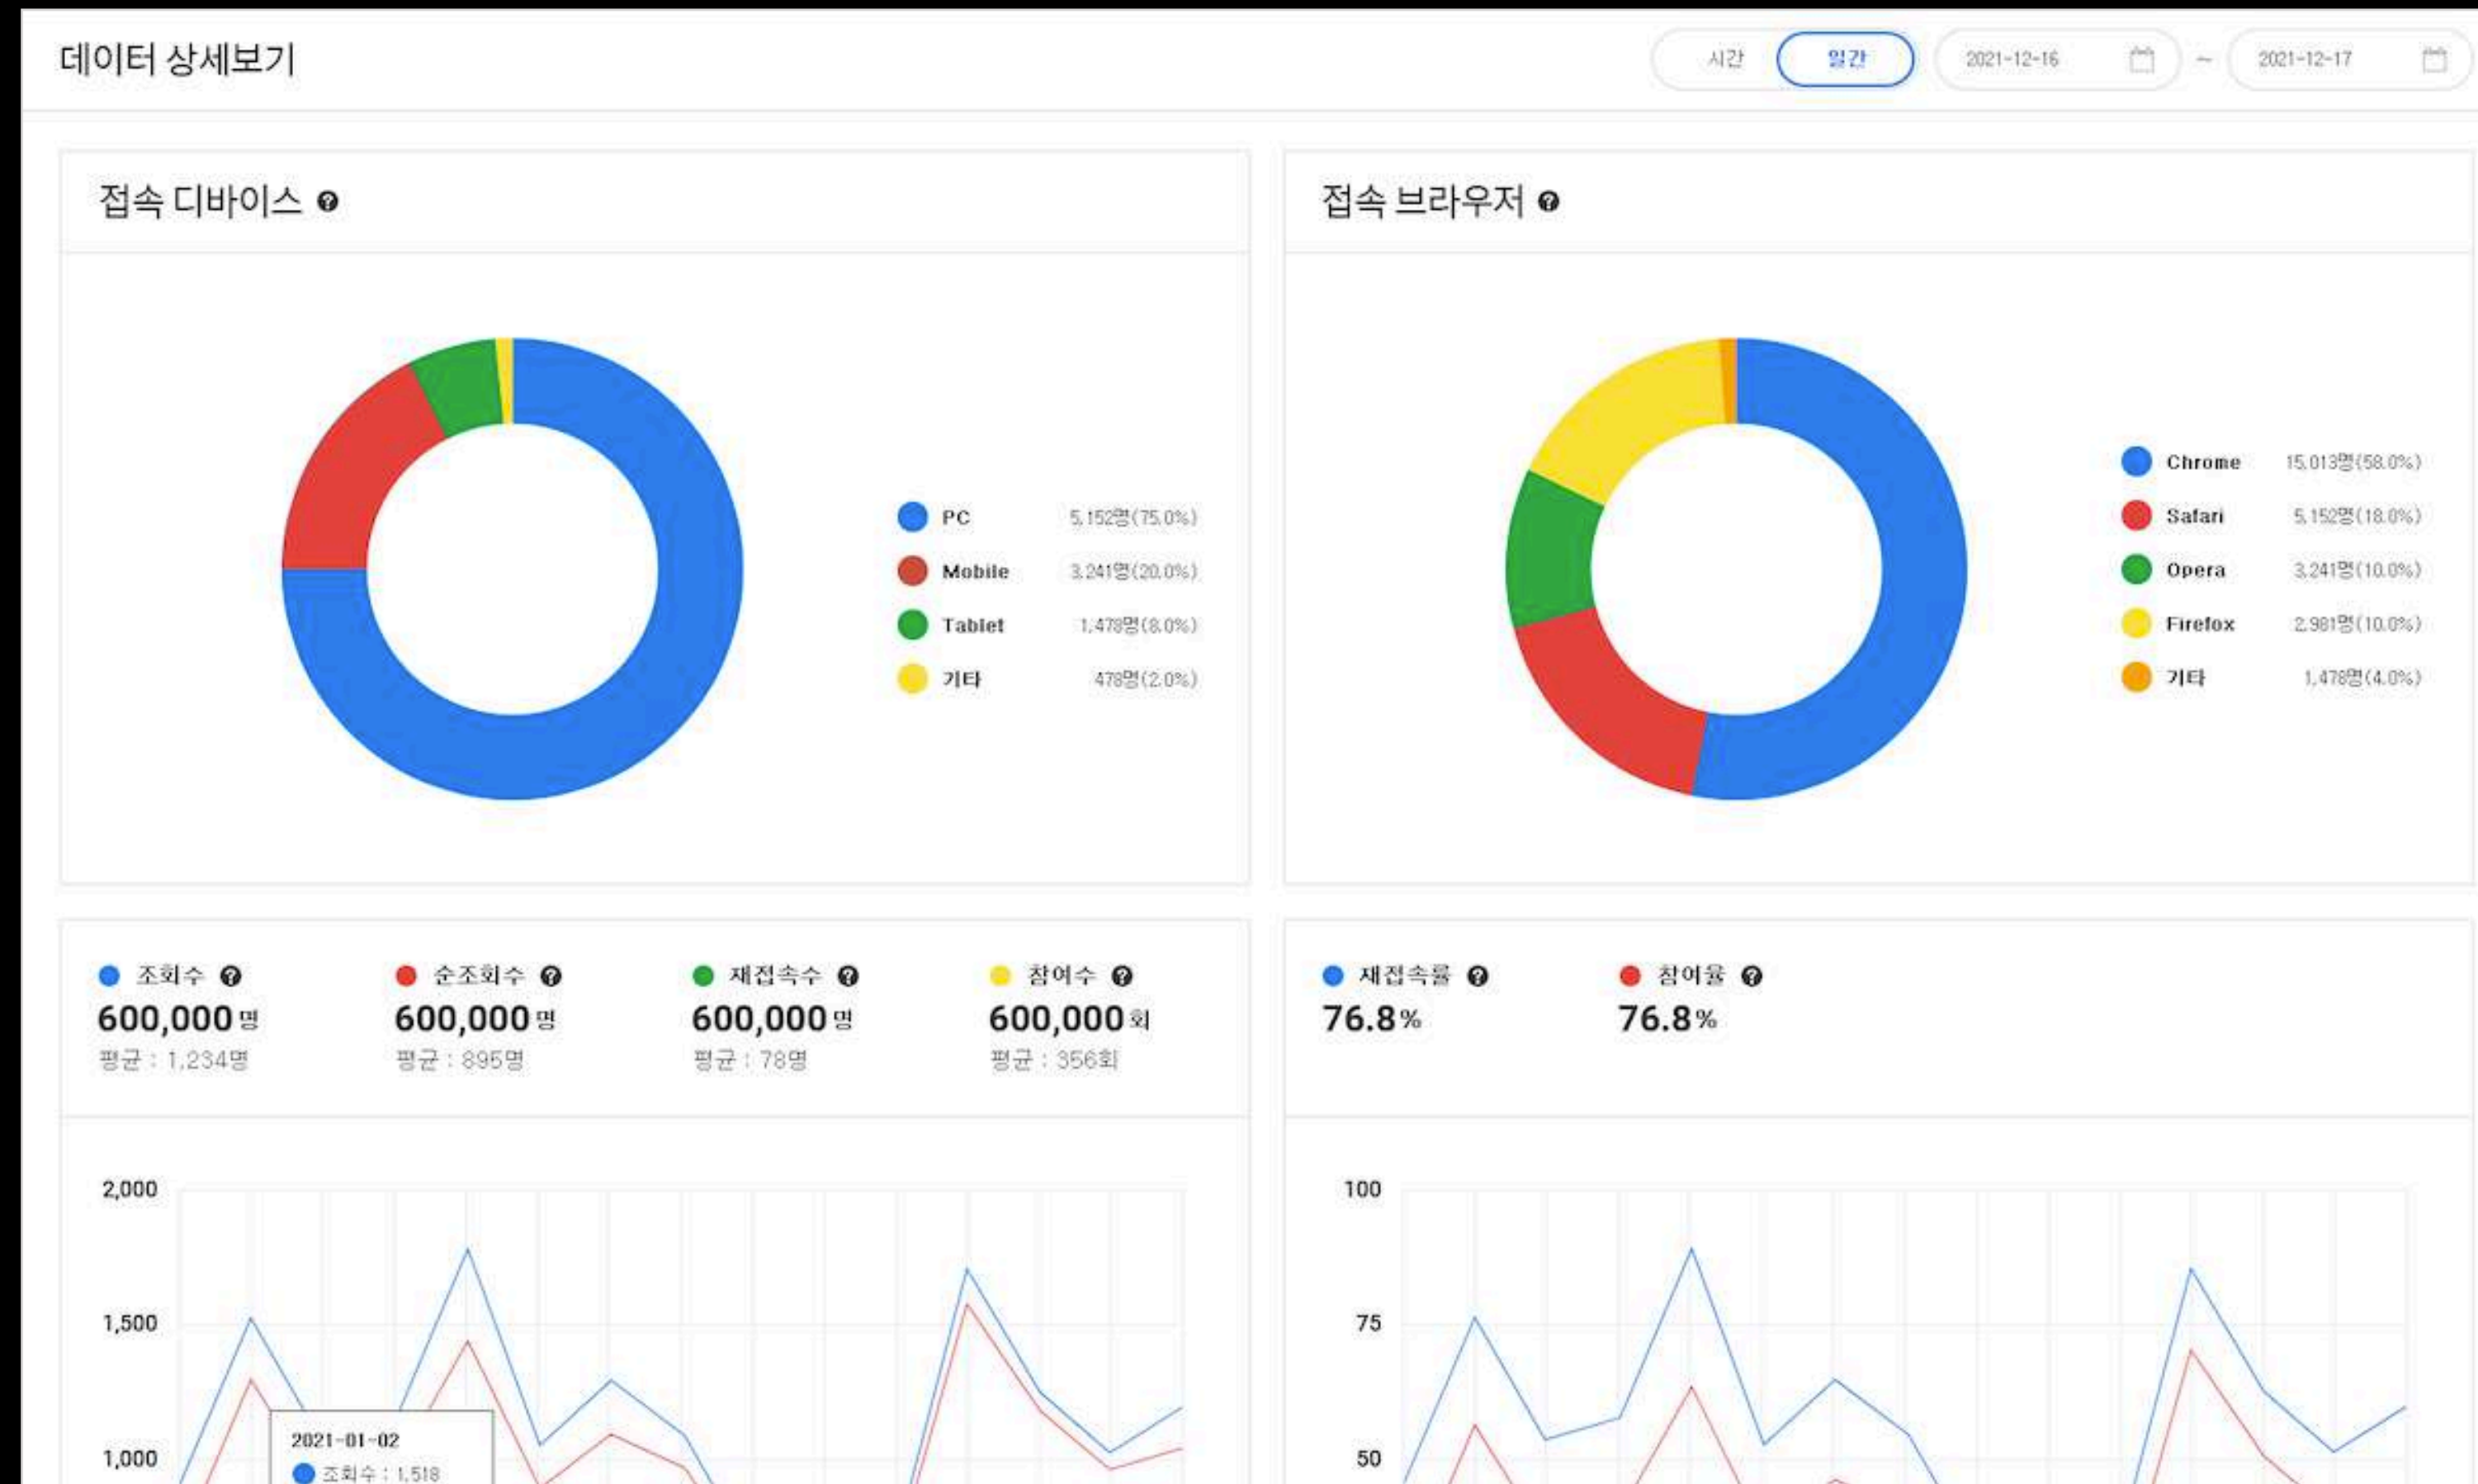 데이터 상세보기
시간 일간 2021-12-16 ~ 2021-12-17
접속 디바이스
PC 5,152명(75.0%)
Mobile 3,241명(20.0%)
Tablet 1,478명(8.0%)
기타 478명(2.0%)
접속 브라우저
Chrome 15,013명(58.0%)
Safari 5,152명(18.0%)
Opera 3,241명(10.0%)
Firefox 2,981명(10.0%)
기타 1,478명(4.0%)
조회수
600,000명
평균 : 1,234명
순조회수
600,000명
평균 : 895명
재접속수
600,000명
평균 : 78명
참여수
600,000회
평균 : 356회
2,000
1,500
1,000
2021-01-02
조회수 : 1,518
재접속률
76.8%
참여율
76.8%
100
75
50